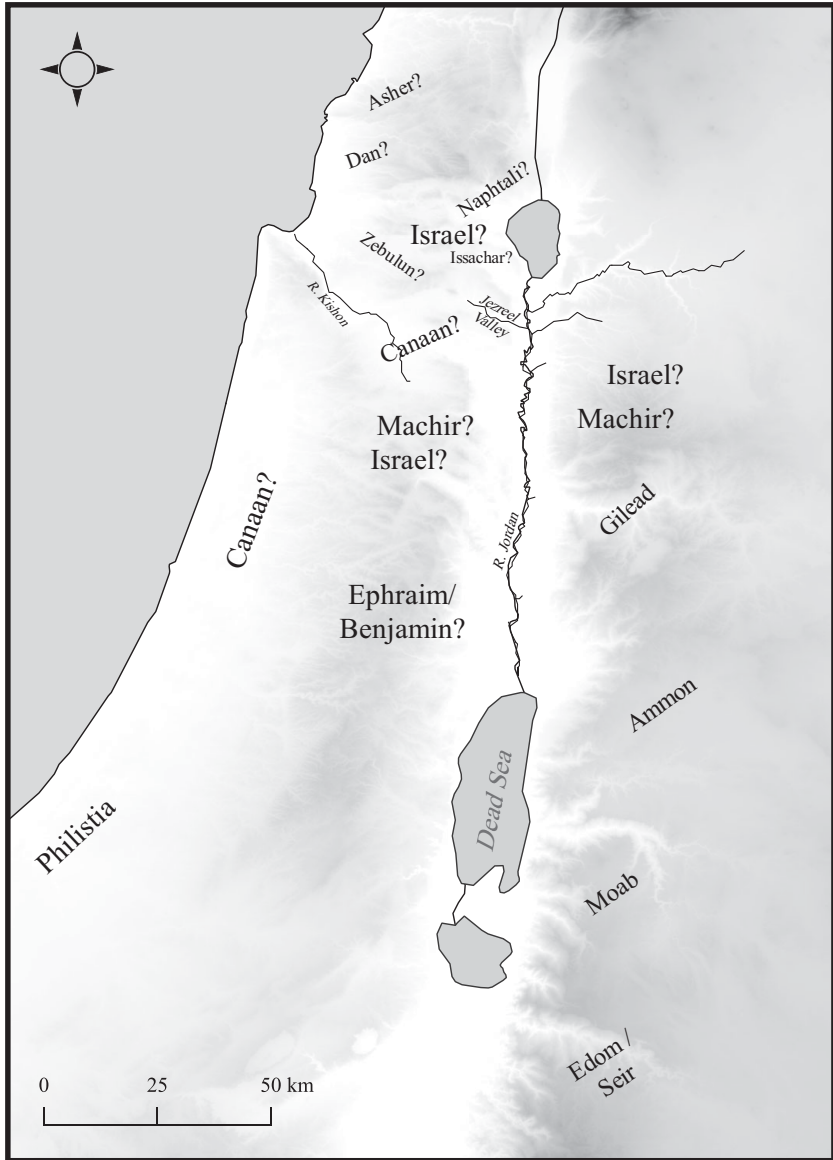 Asher?
Dan?
Naphtali?
Israel?
Issachar?
Zebulun?
R. Kishon
Jezreel
Valley
Canaan?
Israel?
Machir?
Machir?
Israel?
Canaan?
Gilead
R. Jordan
Ephraim/
Benjamin?
Ammon
Dead Sea
Philistia
Moab
Edom /
Seir
0 25 50 km